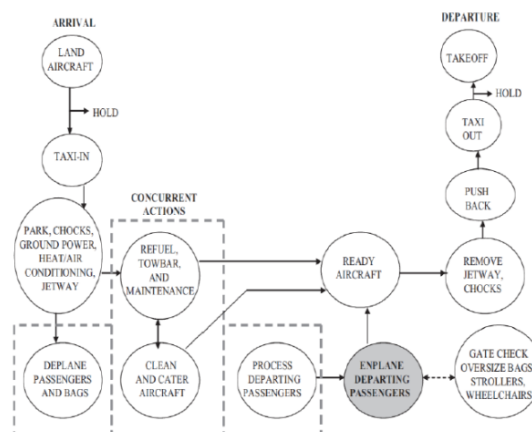 ARRIVAL
LAND
AIRCRAFT
HOLD
TAXI-IN
PARK, CHOCKS,
GROUND POWER,
HEAT/AIR
CONDITIONING,
JETWAY
DEPLANE
PASSENGERS
AND BAGS
CONCURRENT
ACTIONS
REFUEL,
TOWBAR,
AND
MAINTENANCE
CLEAN
AND CATER
AIRCRAFT
PROCESS
DEPARTING
PASSENGERS
READY
AIRCRAFT
ENPLANE
DEPARTING
PASSENGERS
GATE CHECK
OVERSIZE BAGS,
STROLLERS,
WHEELCHAIRS
REMOVE
JETWAY,
CHOCKS
PUSH
BACK
TAXI
OUT
HOLD
TAKEOFF
DEPARTURE